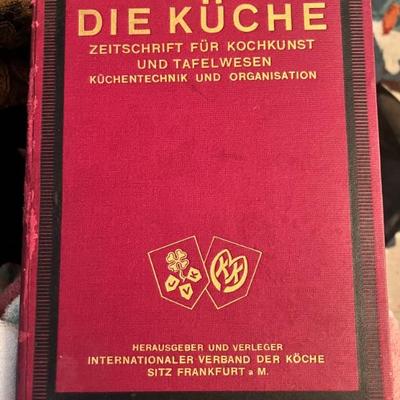 DIE KÜCHE
ZEITSCHRIFT FÜR KOCHKUNST
UND TAFELWESEN
KÜCHENTECHNIK UND ORGANISATION
HERAUSGEBER UND VERLEGER
INTERNATIONALER VERBAND DER KÖCHE
SITZ FRANKFURT a M.